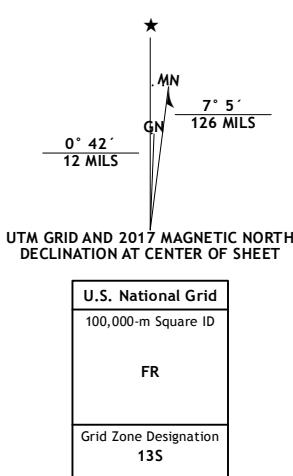 ★
MN
7° 5´
126 MILS
GN
0° 42´
12 MILS
UTM GRID AND 2017 MAGNETIC NORTH
DECLINATION AT CENTER OF SHEET
U.S. National Grid
100,000-m Square ID
FR
Grid Zone Designation
13S